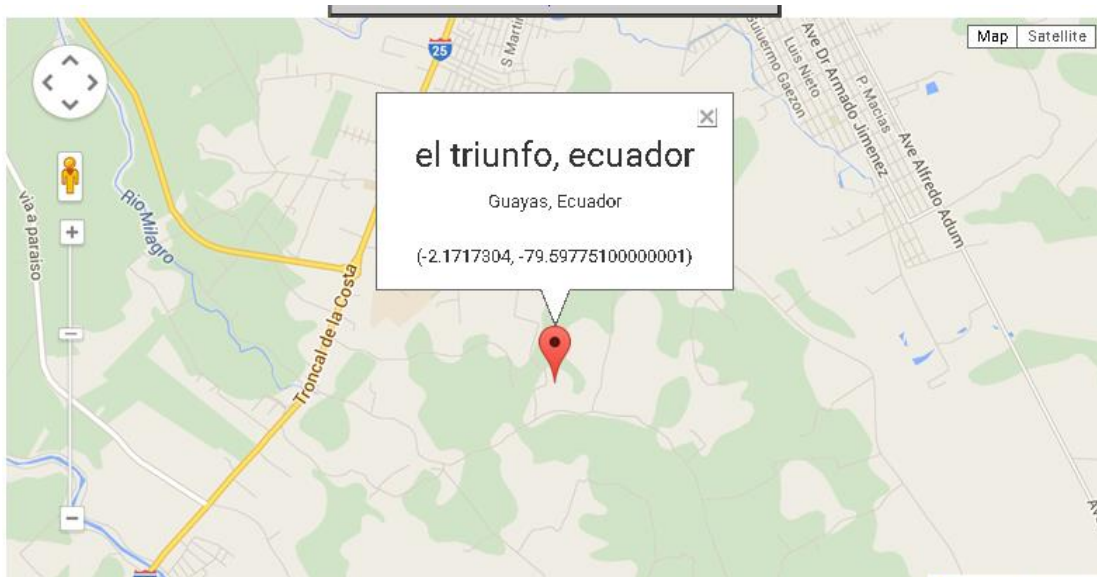 Map Satellite
25
S Martin
Guiuermo Gaezon
Luis Nieto
Ave Dr Armado Jimenez
P. Macias
Ave Alfredo Adum
el triunfo, ecuador
Guayas, Ecuador
(-2.1717304, -79.59775100000001)
Rio Milagro
via a paraiso
Troncal de la Costa